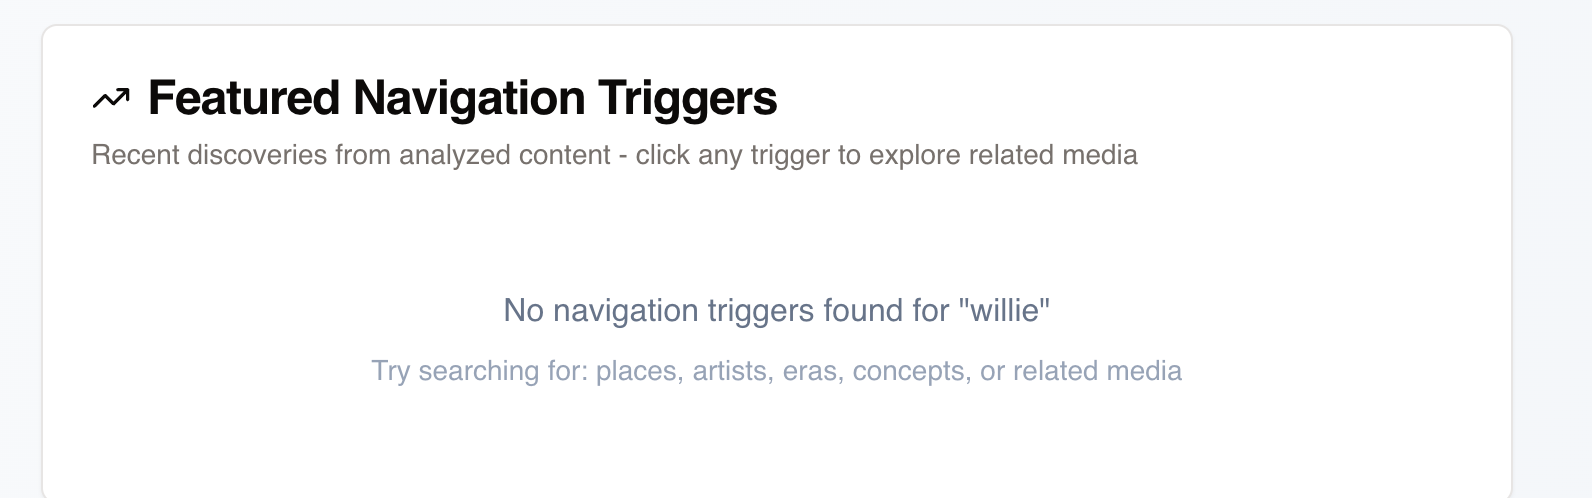 Featured Navigation Triggers
Recent discoveries from analyzed content - click any trigger to explore related media
No navigation triggers found for "willie"
Try searching for: places, artists, eras, concepts, or related media